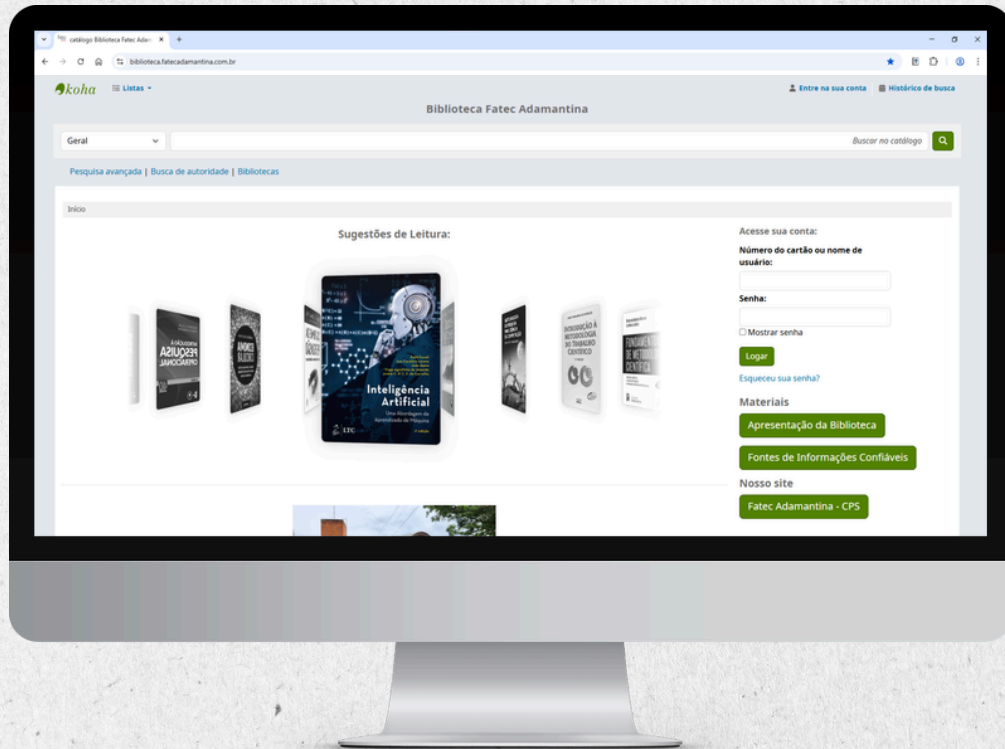 catálogo Biblioteca Fatec Adam
biblioteca.fatecadamantina.com.br
koha
Listas
Entre na sua conta
Histórico de busca
Biblioteca Fatec Adamantina
Geral
Buscar no catálogo
Pesquisa avançada | Busca de autoridade | Bibliotecas
Início
Sugestões de Leitura:
PESQUISA
OPERACIONAL
Inteligência
Artificial
Uma Abordagem de
Aprendizado de Máquina
2ª edição
LTC
INTRODUÇÃO À
METODOLOGIA
DO TRABALHO
CIENTÍFICO
Acesse sua conta:
Número do cartão ou nome de
usuário:
Senha:
Mostrar senha
Logar
Esqueceu sua senha?
Materiais
Apresentação da Biblioteca
Fontes de Informações Confiáveis
Nosso site
Fatec Adamantina - CPS